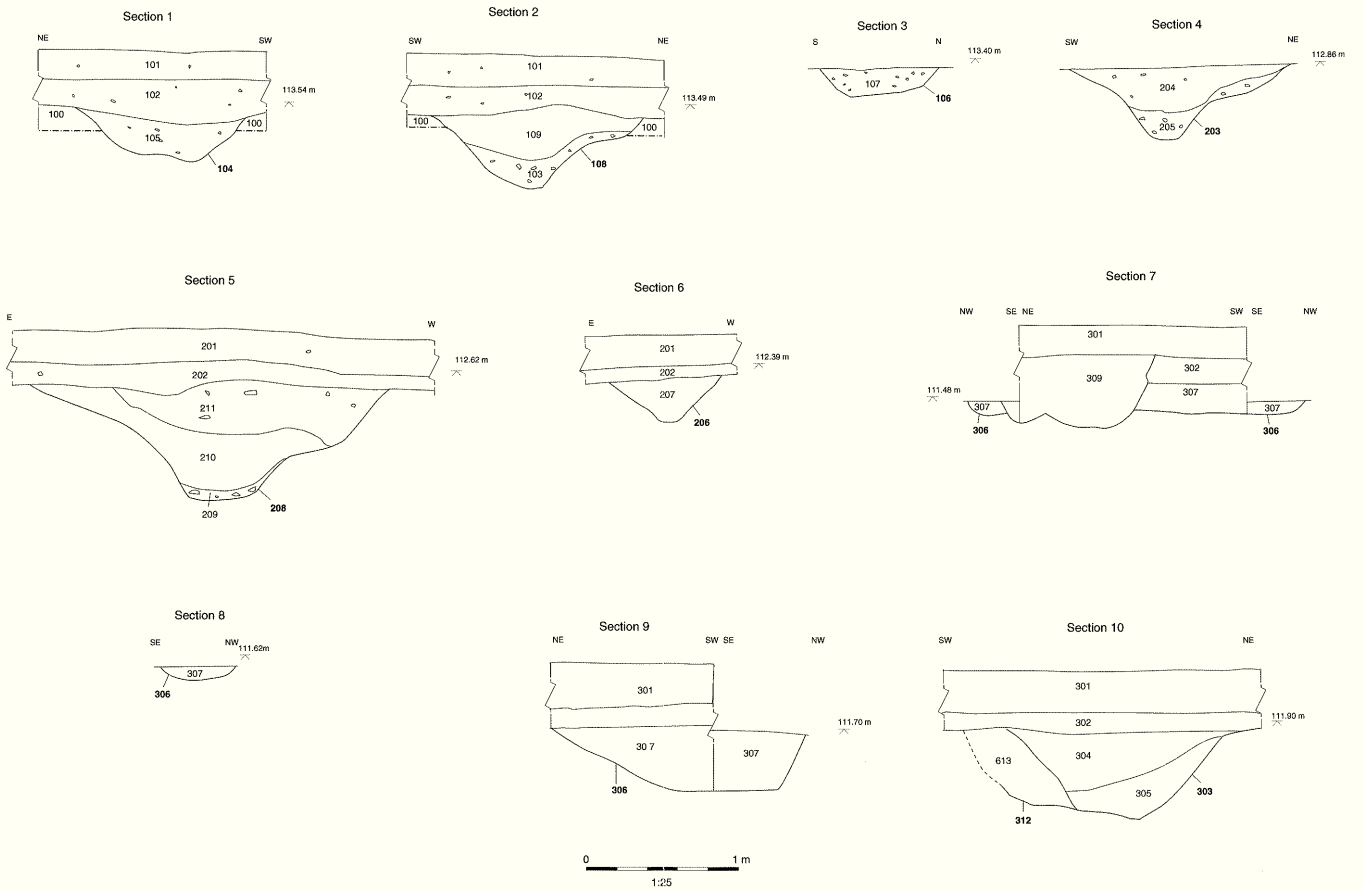 Section 1
NE SW
101
102
113.54 m
100 100
105
104
Section 2
SW NE
101
102
113.49 m
100 100
109
108
103
Section 3
S N
113.40 m
107
106
Section 4
SW NE
112.86 m
204
205
203
Section 5
E W
201
112.62 m
202
211
210
209
208
Section 6
E W
201
112.39 m
202
207
206
Section 7
NW SE NE SW SE NW
301
302
309
111.48 m
307 307 307
306 306
Section 8
SE NW
111.62m
307
306
Section 9
NE SW SE NW
301
111.70 m
30 7 307
306
Section 10
SW NE
301
302
111.90 m
304
613
305
303
312
0 1 m
1:25